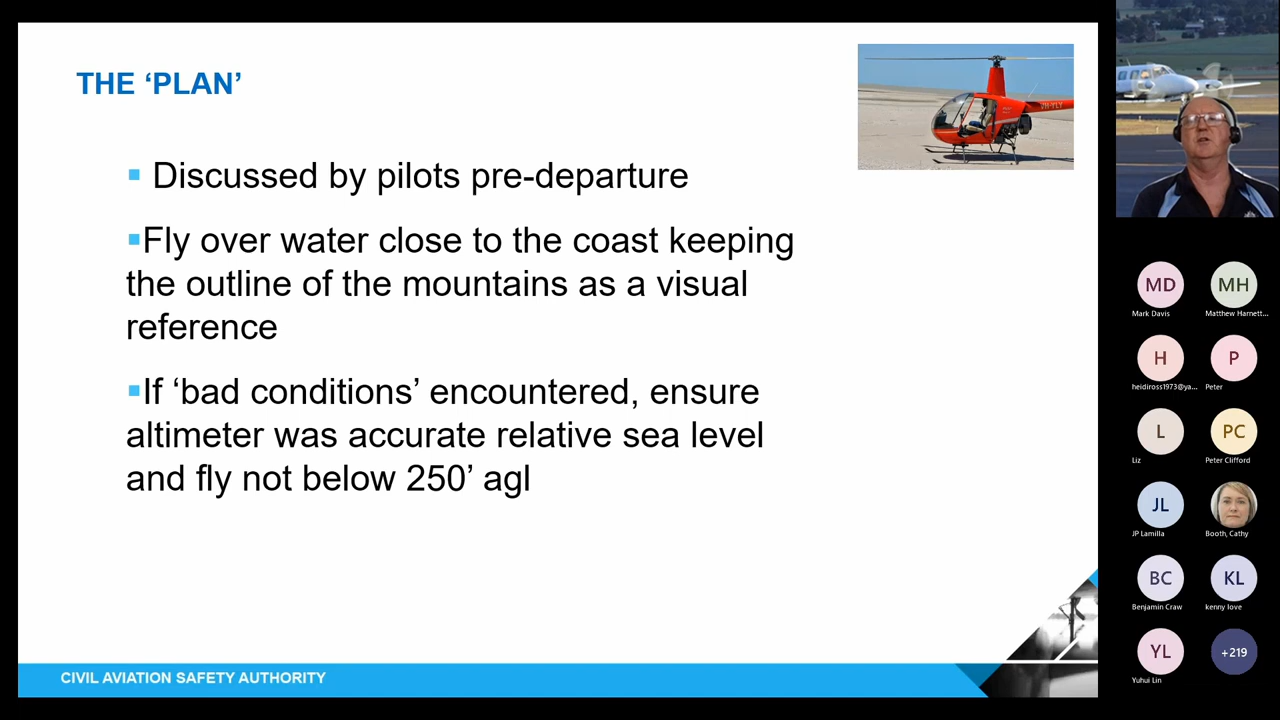 THE ‘PLAN’
▪ Discussed by pilots pre-departure
▪Fly over water close to the coast keeping
the outline of the mountains as a visual
reference
▪If ‘bad conditions’ encountered, ensure
altimeter was accurate relative sea level
and fly not below 250’ agl
CIVIL AVIATION SAFETY AUTHORITY
VH-YLY
MD
MH
Mark Davis
Matthew Harnett...
H
P
heidiross1973@ya...
Peter
L
PC
Liz
Peter Clifford
JL
JP Lamilla
Booth, Cathy
BC
KL
Benjamin Craw
kenny love
YL
+219
Yuhui Lin